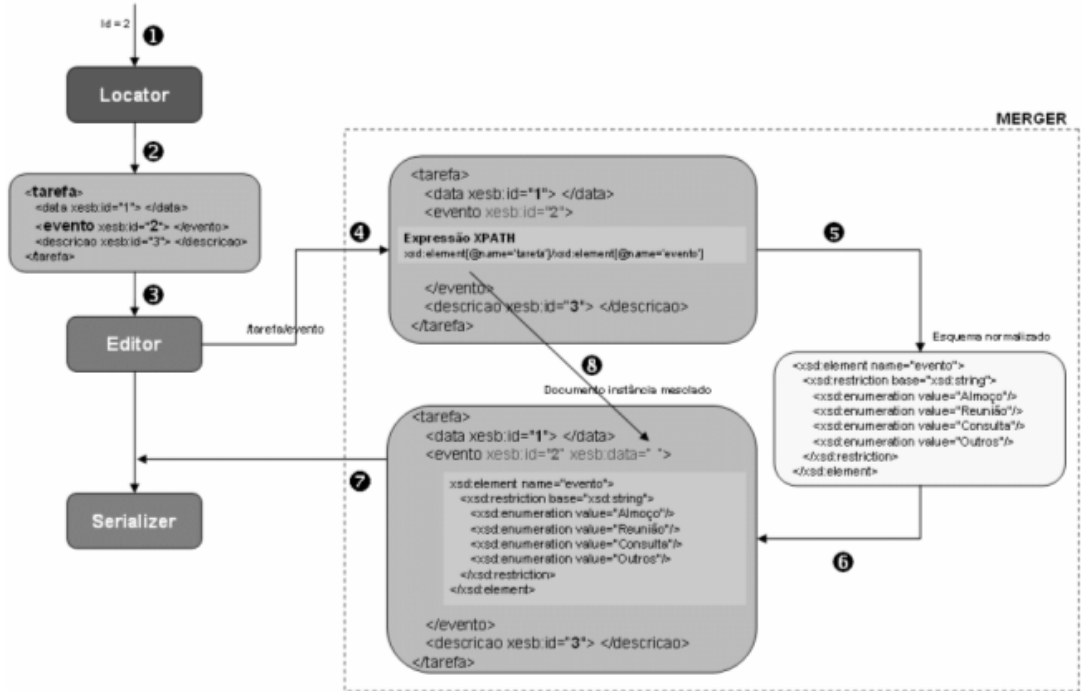 Id = 2
❶
Locator
❷
<tarefa>
<data xesb:id="1"> </data>
<evento xesb:id="2"> </evento>
<descricao xesb:id="3"> </descricao>
</tarefa>
❸
Editor
/tarefa/evento
Serializer
MERGER
❹
<tarefa>
<data xesb:id="1"> </data>
<evento xesb:id="2">
Expressão XPATH
xsd:element[@name='tarefa']/xsd:element[@name='evento']
</evento>
<descricao xesb:id="3"> </descricao>
</tarefa>
❺
Esquema normalizado
<xsd:element name="evento">
<xsd:restriction base="xsd:string">
<xsd:enumeration value="Almoço"/>
<xsd:enumeration value="Reunião"/>
<xsd:enumeration value="Consulta"/>
<xsd:enumeration value="Outros"/>
</xsd:restriction>
</xsd:element>
❽
Documento instância mesclado
<tarefa>
<data xesb:id="1"> </data>
<evento xesb:id="2" xesb:data=" ">
xsd:element name="evento">
<xsd:restriction base="xsd:string">
<xsd:enumeration value="Almoço"/>
<xsd:enumeration value="Reunião"/>
<xsd:enumeration value="Consulta"/>
<xsd:enumeration value="Outros"/>
</xsd:restriction>
</xsd:element>
</evento>
<descricao xesb:id="3"> </descricao>
</tarefa>
❼
❻